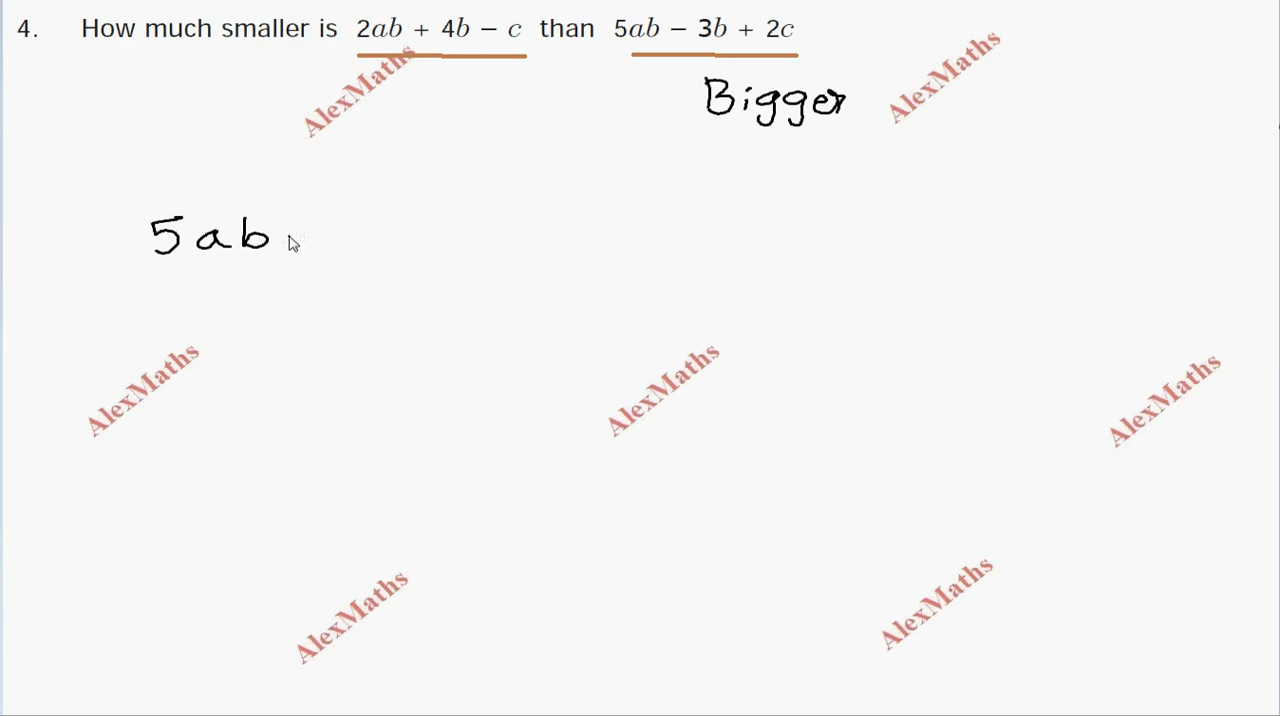 4. How much smaller is 2ab + 4b − c than 5ab − 3b + 2c
AlexMaths
Bigger
AlexMaths
5ab
AlexMaths
AlexMaths
AlexMaths
AlexMaths
AlexMaths